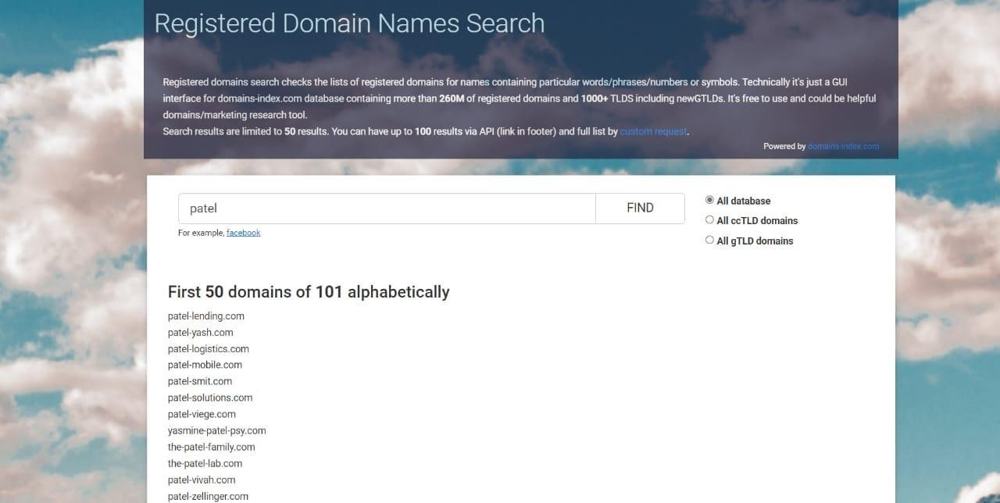 Registered Domain Names Search
Registered domains search checks the lists of registered domains for names containing particular words/phrases/numbers or symbols. Technically it's just a GUI
interface for domains-index.com database containing more than 260M of registered domains and 1000+ TLDS including newGTLDs. It's free to use and could be helpful
domains/marketing research tool.
Search results are limited to 50 results. You can have up to 100 results via API (link in footer) and full list by custom request.
Powered by domains-index.com
patel
FIND
For example, facebook
All database
All ccTLD domains
All gTLD domains
First 50 domains of 101 alphabetically
patel-lending.com
patel-yash.com
patel-logistics.com
patel-mobile.com
patel-smit.com
patel-solutions.com
patel-viege.com
yasmine-patel-psy.com
the-patel-family.com
the-patel-lab.com
patel-vivah.com
patel-zellinger.com